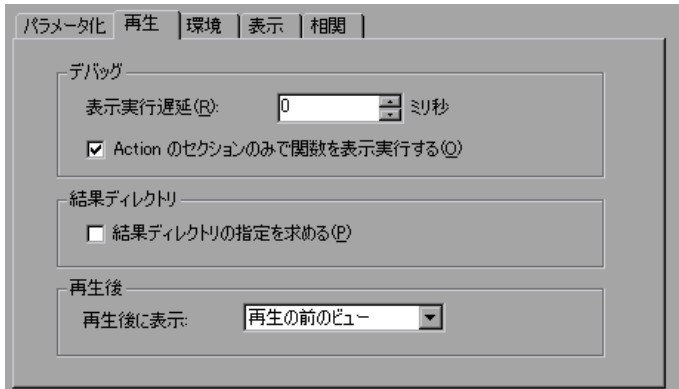 パラメータ化 再生 環境 表示 相関
デバッグ
表示実行遅延(R): 0 ミリ秒
Action のセクションのみで関数を表示実行する(O)
結果ディレクトリ
結果ディレクトリの指定を求める(P)
再生後
再生後に表示: 再生の前のビュー